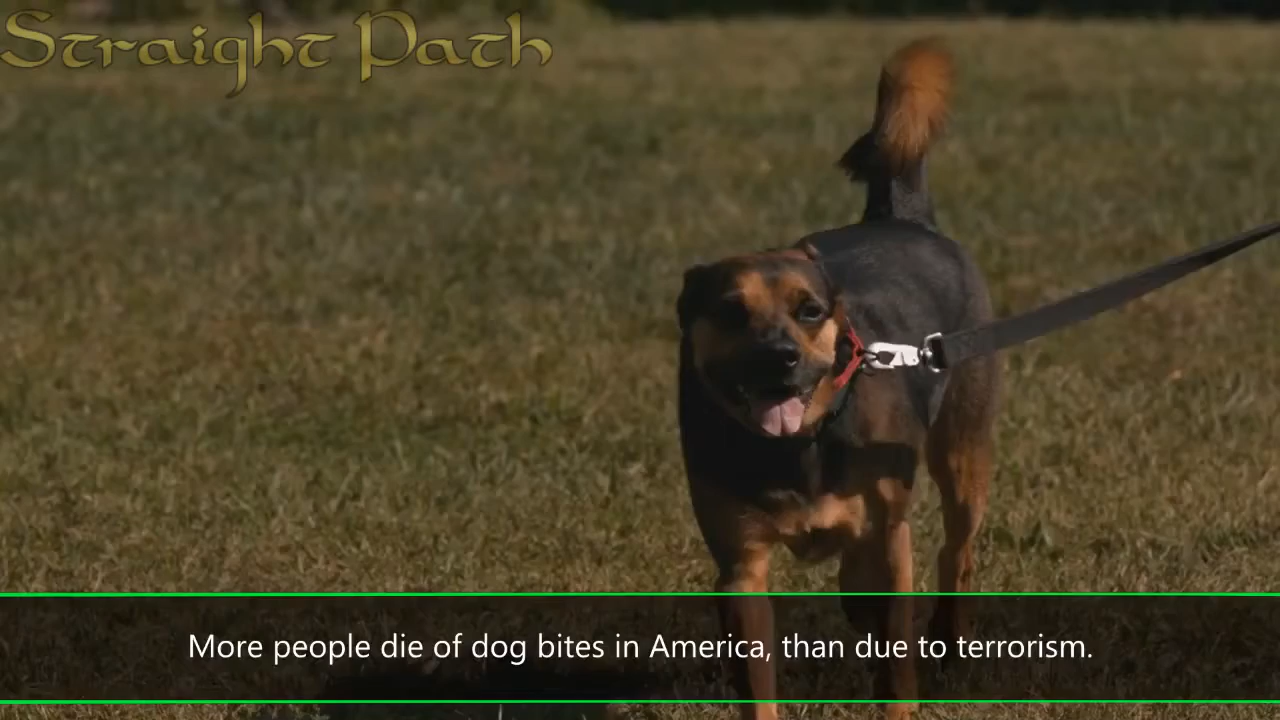 Straight Path
More people die of dog bites in America, than due to terrorism.